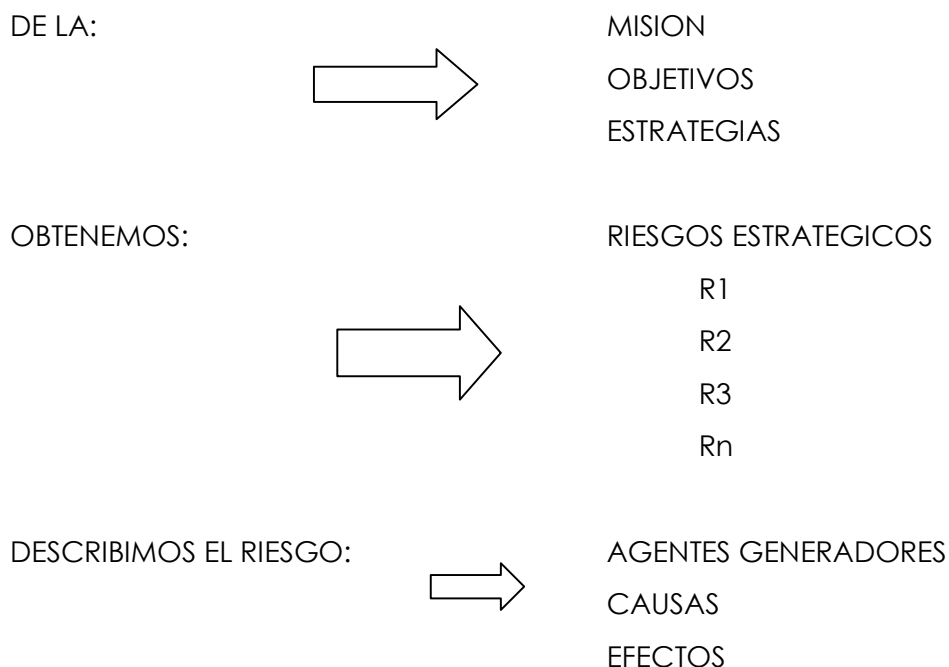 DE LA:
MISION
OBJETIVOS
ESTRATEGIAS
OBTENEMOS:
RIESGOS ESTRATEGICOS
R1
R2
R3
Rn
DESCRIBIMOS EL RIESGO:
AGENTES GENERADORES
CAUSAS
EFECTOS